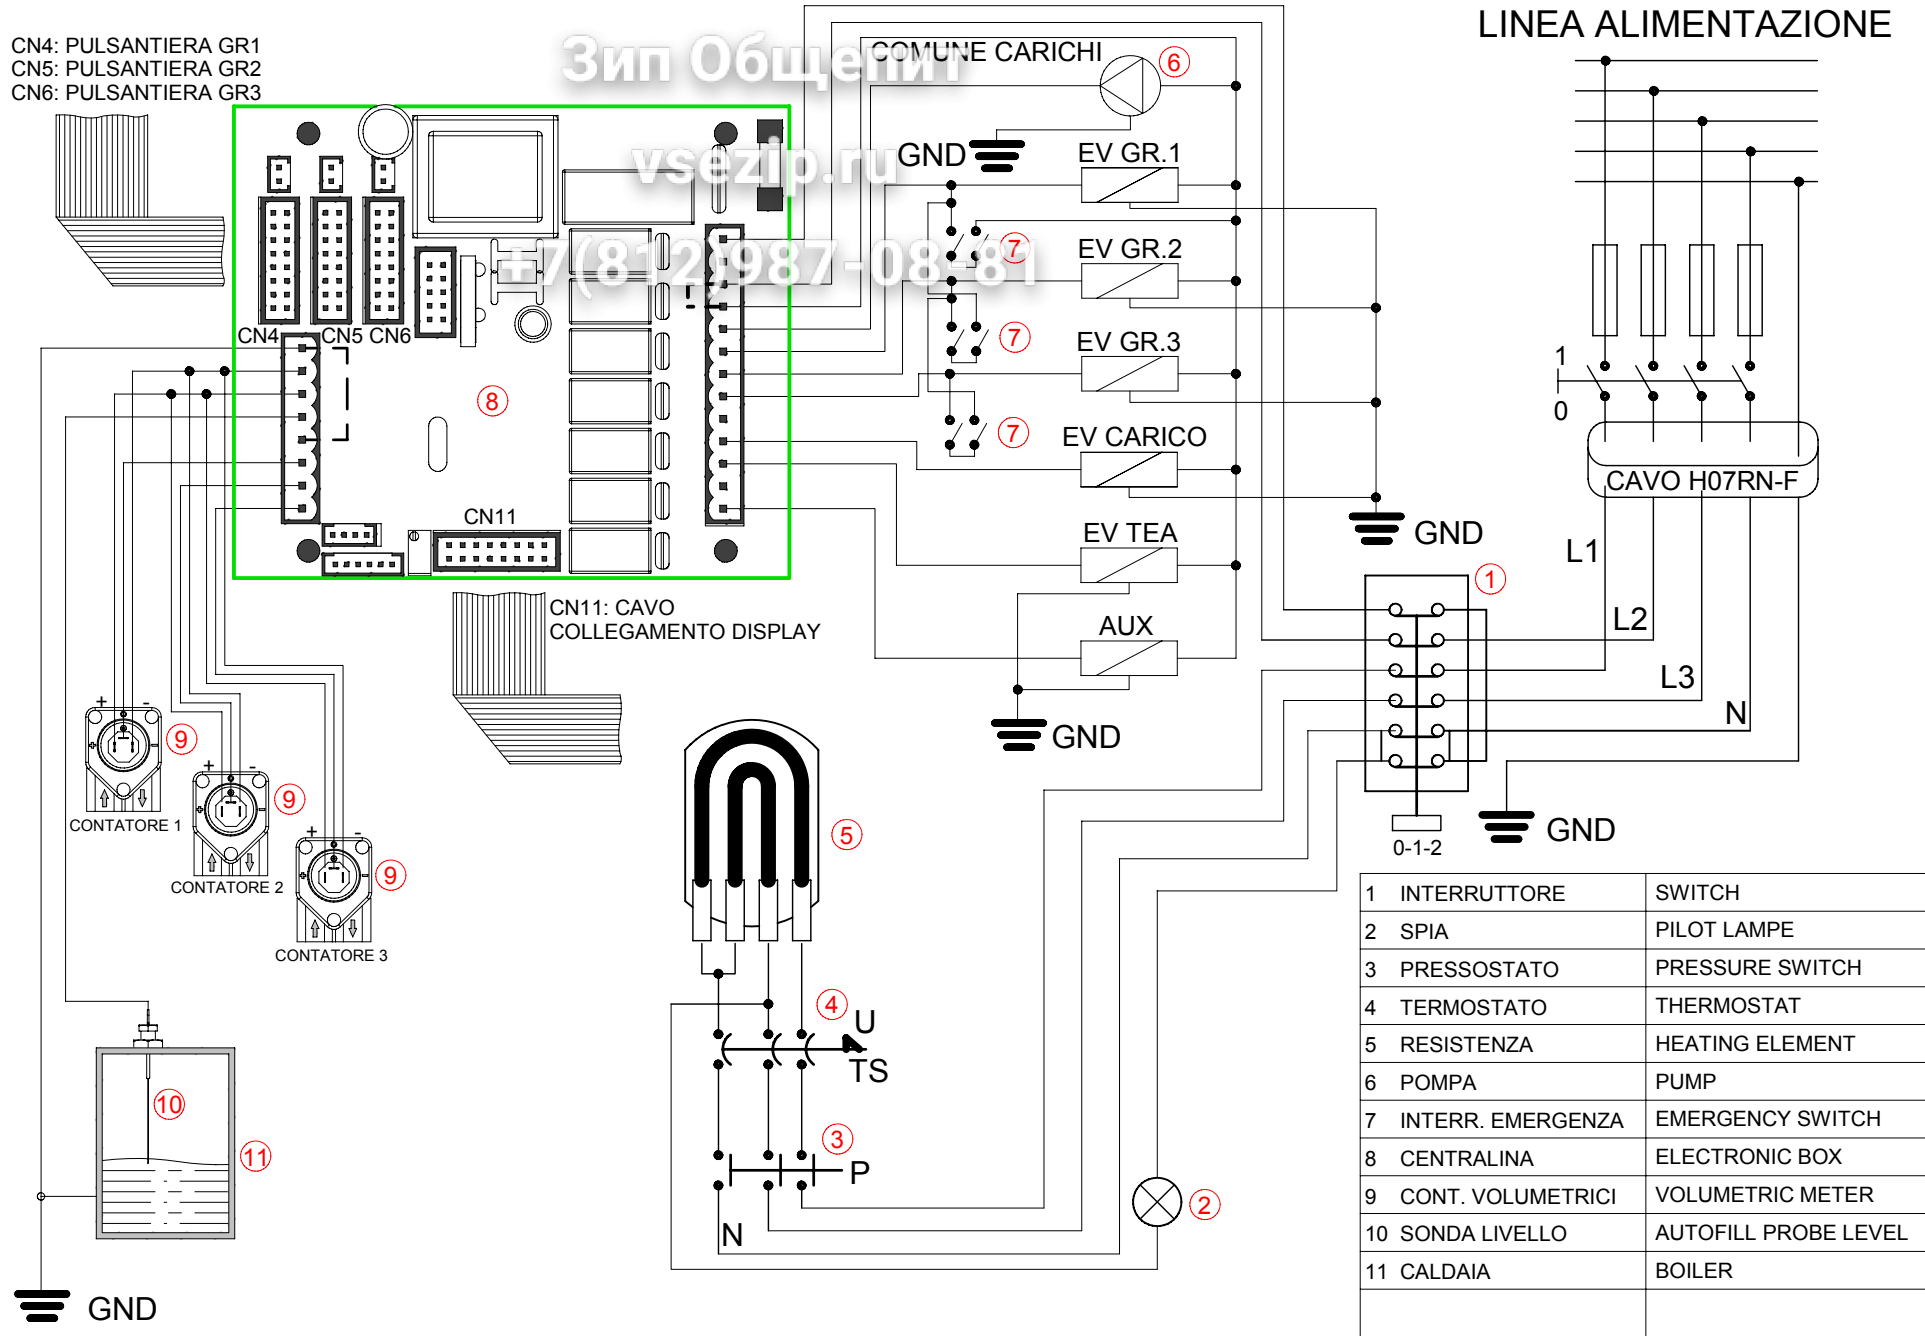 LINEA ALIMENTAZIONE
CN4: PULSANTIERA GR1
CN5: PULSANTIERA GR2
CN6: PULSANTIERA GR3
Зип Общепит
vsezip.ru
+7(812)987-08-81
COMUNE CARICHI
6
GND
EV GR.1
7
EV GR.2
7
EV GR.3
7
EV CARICO
EV TEA
AUX
GND
GND
CN4
CN5
CN6
8
CN11
CN11: CAVO
COLLEGAMENTO DISPLAY
1
0
CAVO H07RN-F
L1
L2
L3
N
1
0-1-2
GND
+ -
+ -
9
CONTATORE 1
+ -
+ -
9
CONTATORE 2
+ -
+ -
9
CONTATORE 3
5
4
U
TS
3
P
N
2
10
11
GND
1 INTERRUTTORE SWITCH
2 SPIA PILOT LAMPE
3 PRESSOSTATO PRESSURE SWITCH
4 TERMOSTATO THERMOSTAT
5 RESISTENZA HEATING ELEMENT
6 POMPA PUMP
7 INTERR. EMERGENZA EMERGENCY SWITCH
8 CENTRALINA ELECTRONIC BOX
9 CONT. VOLUMETRICI VOLUMETRIC METER
10 SONDA LIVELLO AUTOFILL PROBE LEVEL
11 CALDAIA BOILER